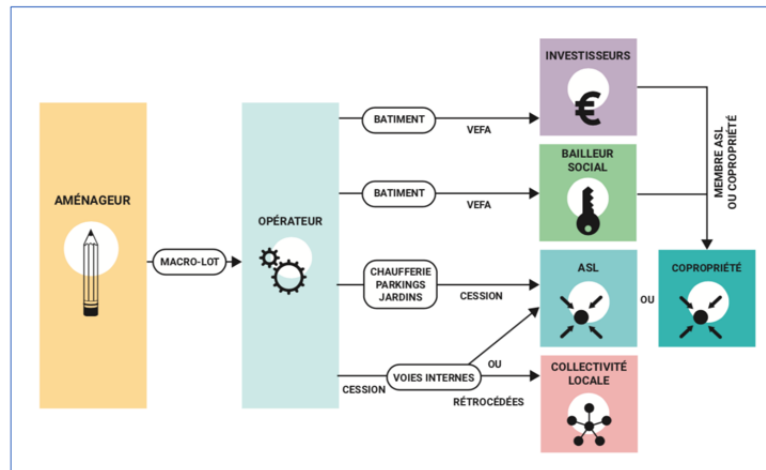 AMÉNAGEUR
MACRO-LOT
OPÉRATEUR
BATIMENT
VEFA
INVESTISSEURS
€
BATIMENT
VEFA
BAILLEUR
SOCIAL
MEMBRE ASL
OU COPROPRIÉTÉ
CHAUFFERIE
PARKINGS
JARDINS
CESSION
ASL
OU
COPROPRIÉTÉ
CESSION
VOIES INTERNES
OU
RÉTROCÉDÉES
COLLECTIVITÉ
LOCALE